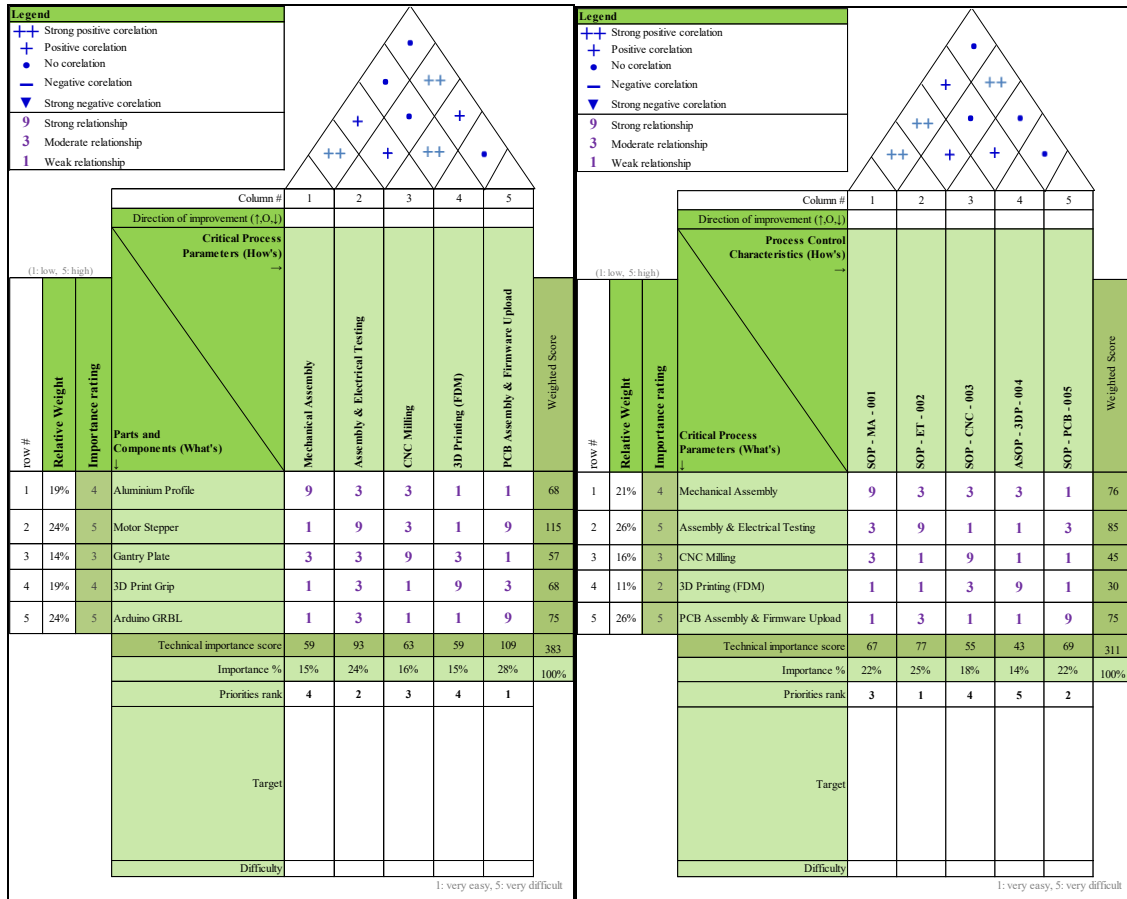 Legend
++ Strong positive corelation
+ Positive corelation
• No corelation
− Negative corelation
▼ Strong negative corelation
9 Strong relationship
3 Moderate relationship
1 Weak relationship
•
• ++
+ • +
++ + ++ •
Column # 1 2 3 4 5
Direction of improvement (↑,O,↓)
Critical Process
Parameters (How's)
→
(1: low, 5: high)
row #
Relative Weight
Importance rating
Parts and
Components (What's)
↓
Mechanical Assembly
Assembly & Electrical Testing
CNC Milling
3D Printing (FDM)
PCB Assembly & Firmware Upload
Weighted Score
1 19% 4 Aluminium Profile 9 3 3 1 1 68
2 24% 5 Motor Stepper 1 9 3 1 9 115
3 14% 3 Gantry Plate 3 3 9 3 1 57
4 19% 4 3D Print Grip 1 3 1 9 3 68
5 24% 5 Arduino GRBL 1 3 1 1 9 75
Technical importance score 59 93 63 59 109 383
Importance % 15% 24% 16% 15% 28% 100%
Priorities rank 4 2 3 4 1
Target
Difficulty
1: very easy, 5: very difficult
Legend
++ Strong positive corelation
+ Positive corelation
• No corelation
− Negative corelation
▼ Strong negative corelation
9 Strong relationship
3 Moderate relationship
1 Weak relationship
•
+ ++
++ • •
++ + + •
Column # 1 2 3 4 5
Direction of improvement (↑,O,↓)
Process Control
Characteristics (How's)
→
(1: low, 5: high)
row #
Relative Weight
Importance rating
Critical Process
Parameters (What's)
↓
SOP - MA - 001
SOP - ET - 002
SOP - CNC - 003
ASOP - 3DP - 004
SOP - PCB - 005
Weighted Score
1 21% 4 Mechanical Assembly 9 3 3 3 1 76
2 26% 5 Assembly & Electrical Testing 3 9 1 1 3 85
3 16% 3 CNC Milling 3 1 9 1 1 45
4 11% 2 3D Printing (FDM) 1 1 3 9 1 30
5 26% 5 PCB Assembly & Firmware Upload 1 3 1 1 9 75
Technical importance score 67 77 55 43 69 311
Importance % 22% 25% 18% 14% 22% 100%
Priorities rank 3 1 4 5 2
Target
Difficulty
1: very easy, 5: very difficult